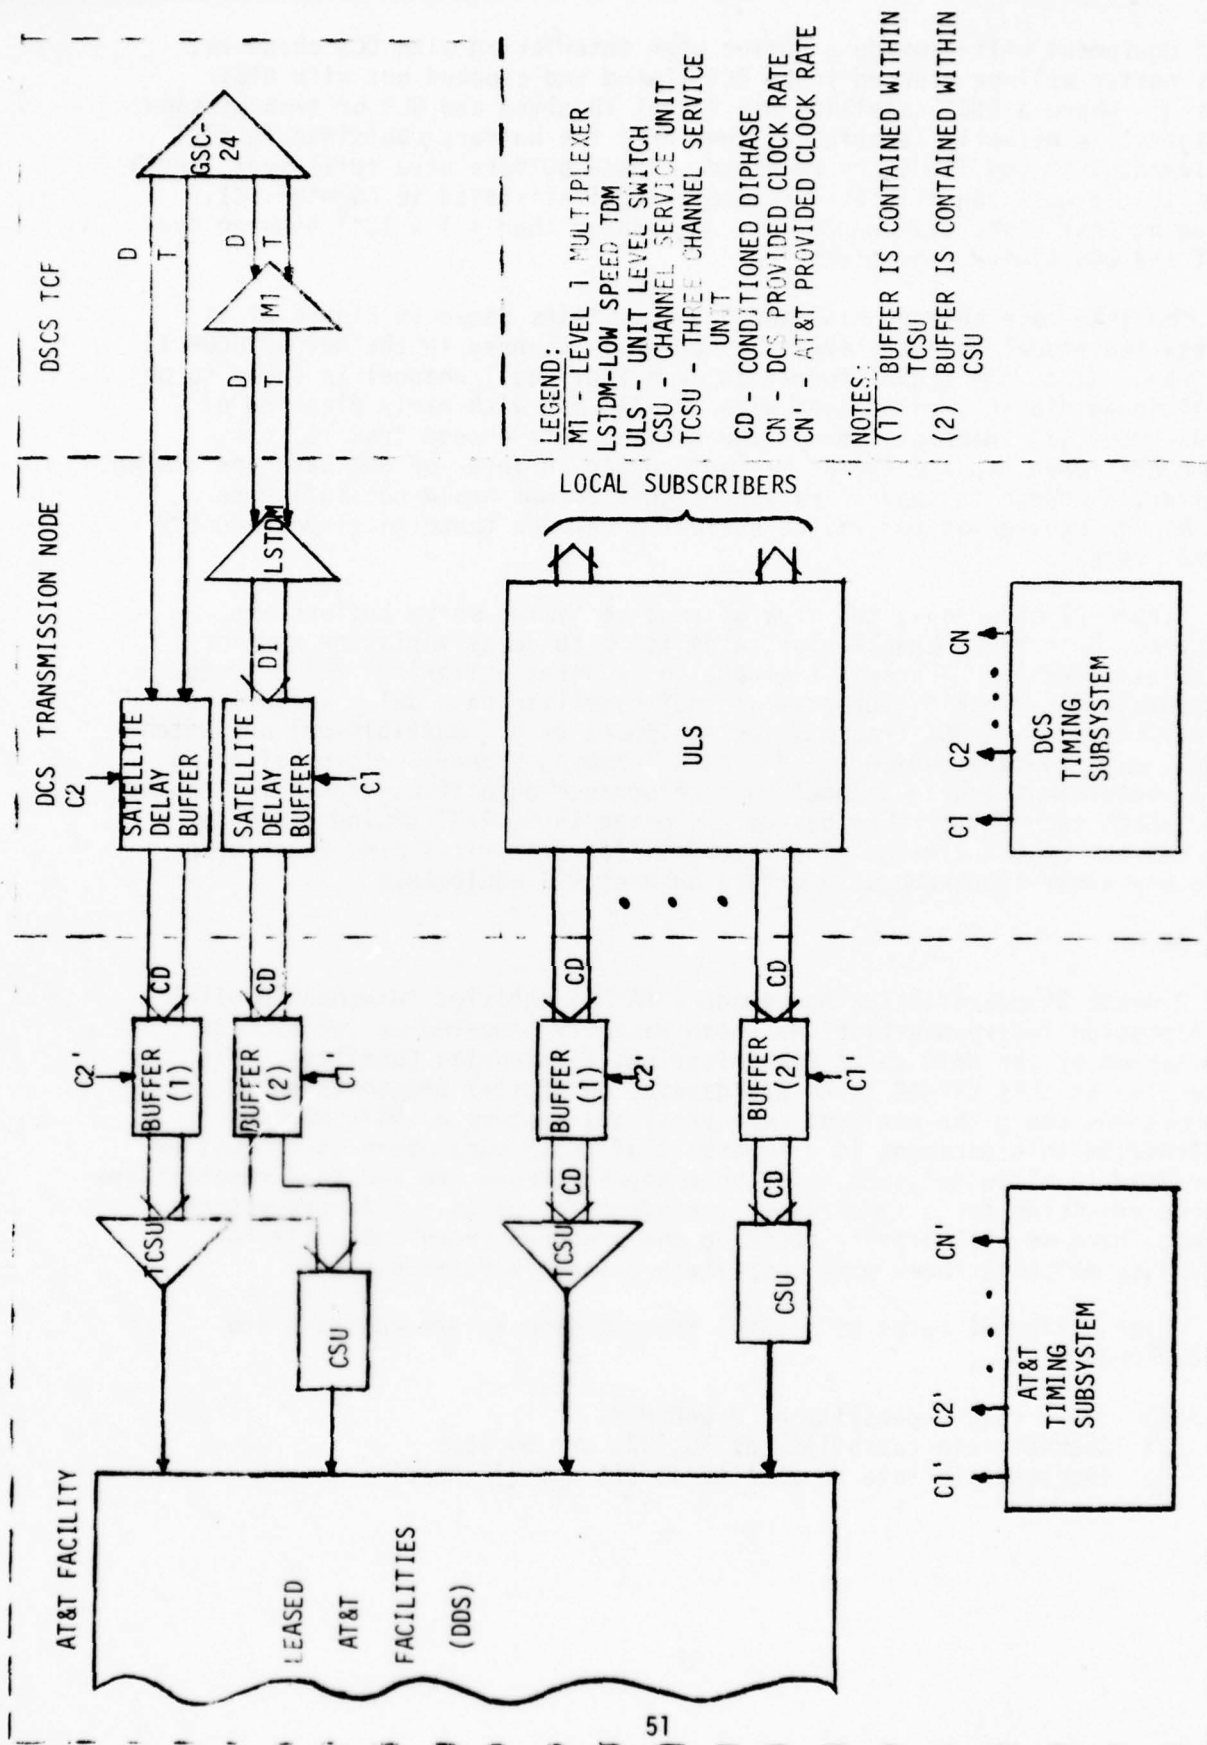 AT&T FACILITY
DCS TRANSMISSION NODE
DSCS TCF
LEASED
AT&T
FACILITIES
(DDS)
TCSU
BUFFER
(1)
C2'
CD
SATELLITE
DELAY
BUFFER
C2
D
T
GSC-
24
CSU
BUFFER
(2)
C1'
CD
SATELLITE
DELAY
BUFFER
C1
DI
LSTDM
D
T
M1
D
T
TCSU
CD
BUFFER
(1)
C2'
CD
ULS
LOCAL SUBSCRIBERS
CSU
CD
BUFFER
(2)
C1'
CD
AT&T
TIMING
SUBSYSTEM
C1'
C2'
CN'
DCS
TIMING
SUBSYSTEM
C1
C2
CN
LEGEND:
M1 - LEVEL 1 MULTIPLEXER
LSTDM-LOW SPEED TDM
ULS - UNIT LEVEL SWITCH
CSU - CHANNEL SERVICE UNIT
TCSU - THREE CHANNEL SERVICE
UNIT
CD - CONDITIONED DIPHASE
CN - DCS PROVIDED CLOCK RATE
CN' - AT&T PROVIDED CLOCK RATE
NOTES:
(1) BUFFER IS CONTAINED WITHIN
TCSU
(2) BUFFER IS CONTAINED WITHIN
CSU
51